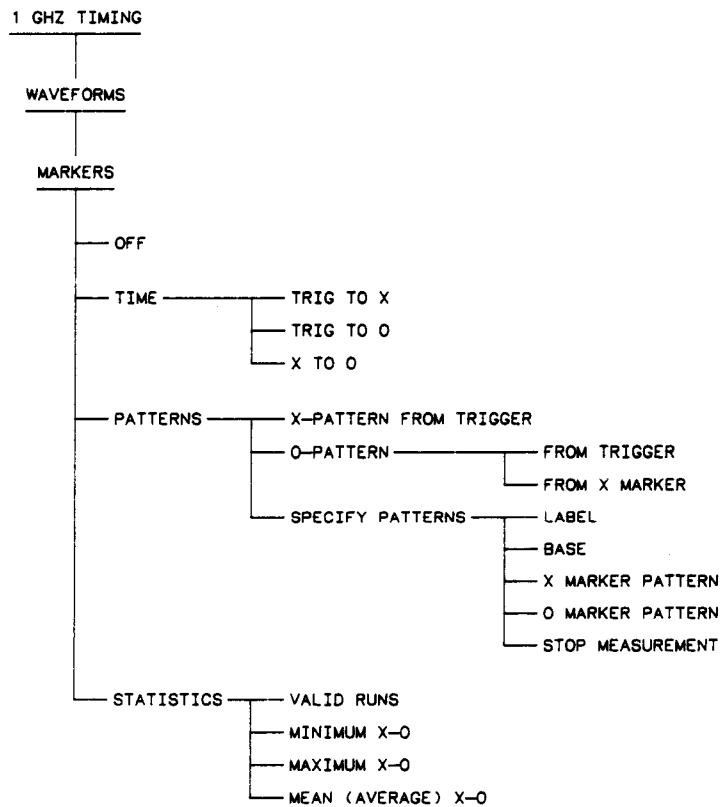 1 GHZ TIMING
WAVEFORMS
MARKERS
OFF
TIME
TRIG TO X
TRIG TO O
X TO O
PATTERNS
X-PATTERN FROM TRIGGER
O-PATTERN
FROM TRIGGER
FROM X MARKER
SPECIFY PATTERNS
LABEL
BASE
X MARKER PATTERN
O MARKER PATTERN
STOP MEASUREMENT
STATISTICS
VALID RUNS
MINIMUM X-O
MAXIMUM X-O
MEAN (AVERAGE) X-O